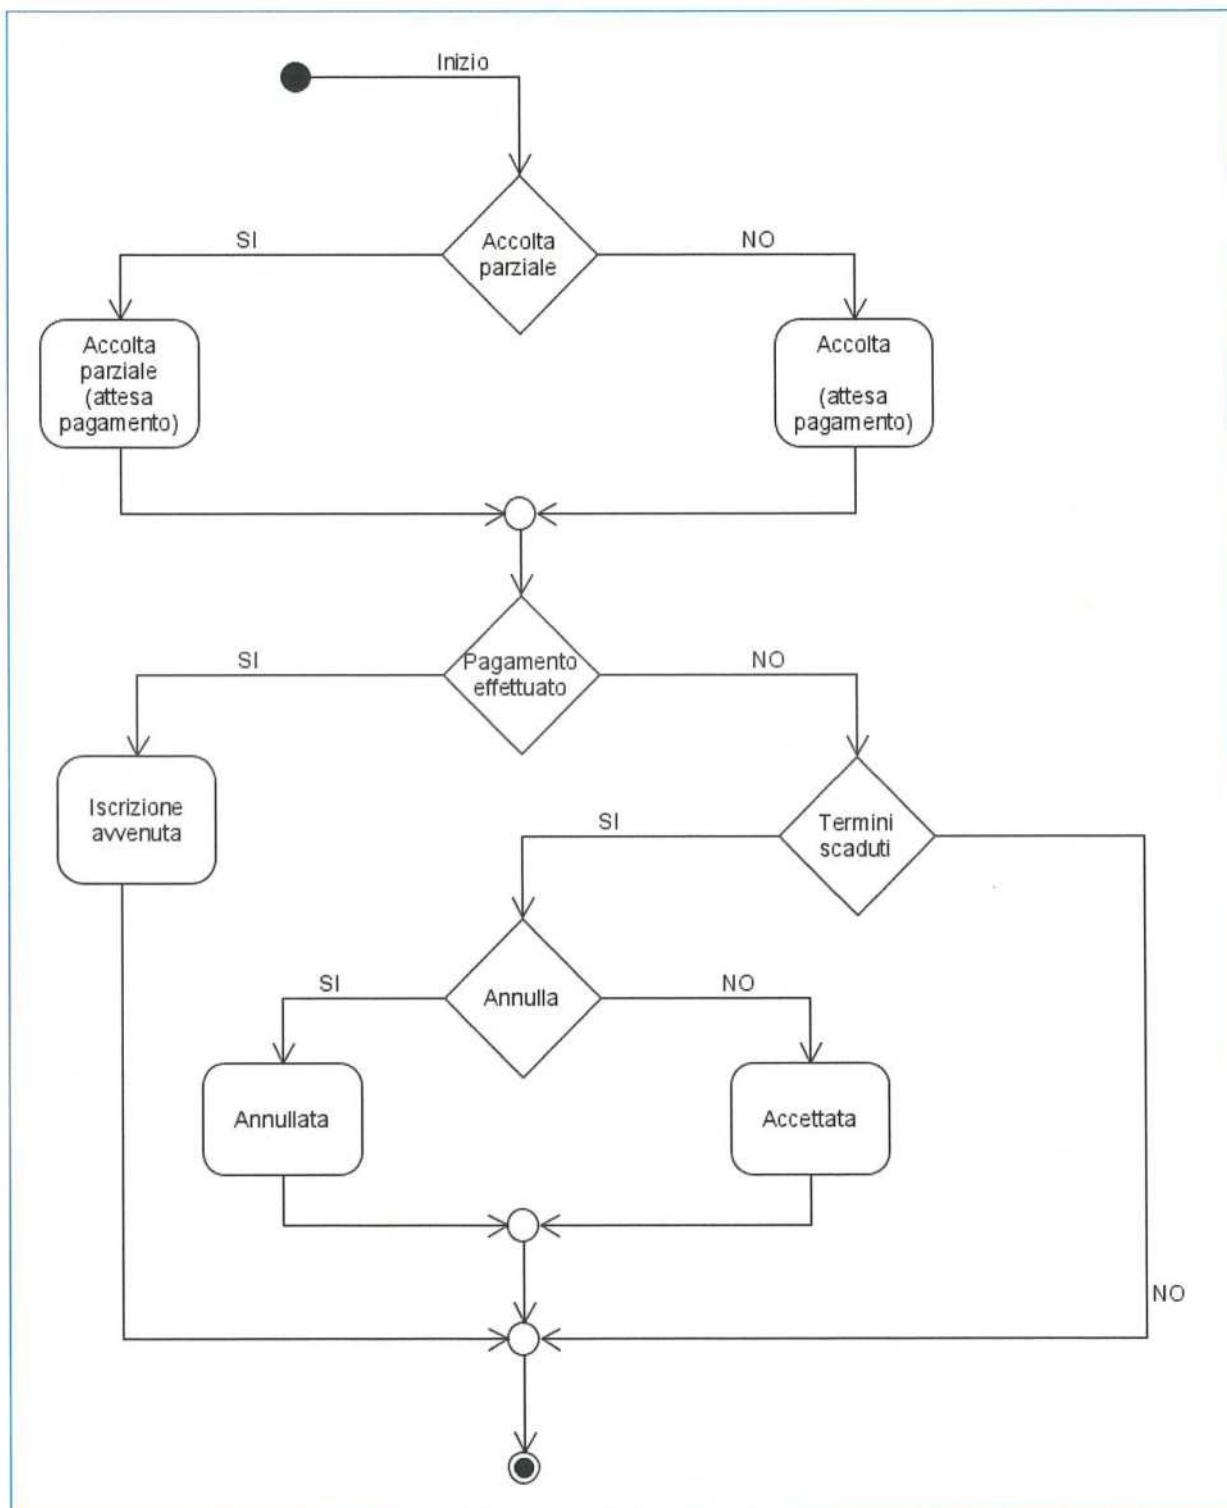 Inizio
SI
Accolta
parziale
NO
Accolta
parziale
(attesa
pagamento)
Accolta
(attesa
pagamento)
SI
Pagamento
effettuato
NO
Iscrizione
avvenuta
SI
Termini
scaduti
SI
Annulla
NO
Annullata
Accettata
NO